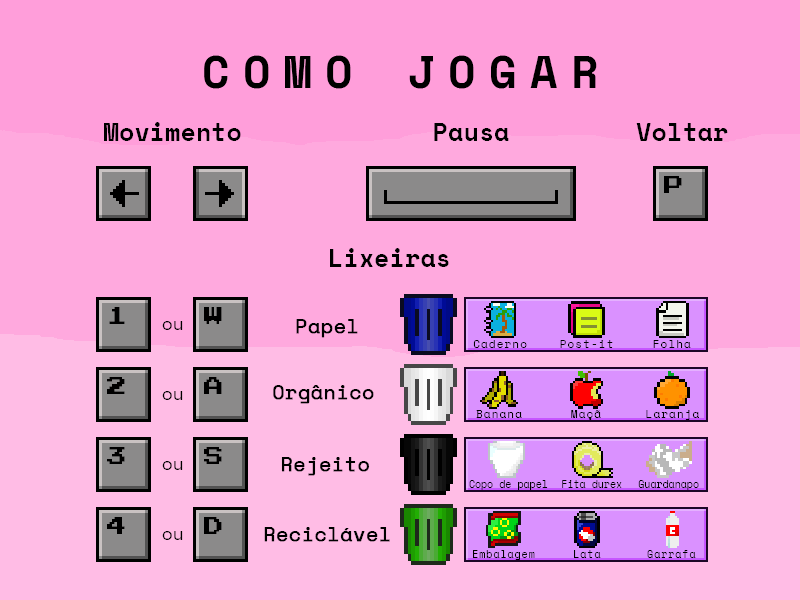 COMO JOGAR
Movimento Pausa Voltar
P
Lixeiras
1 ou W Papel
Caderno Post-it Folha
2 ou A Orgânico
Banana Maçã Laranja
3 ou S Rejeito
Copo de papel Fita durex Guardanapo
4 ou D Reciclável
Embalagem Lata Garrafa